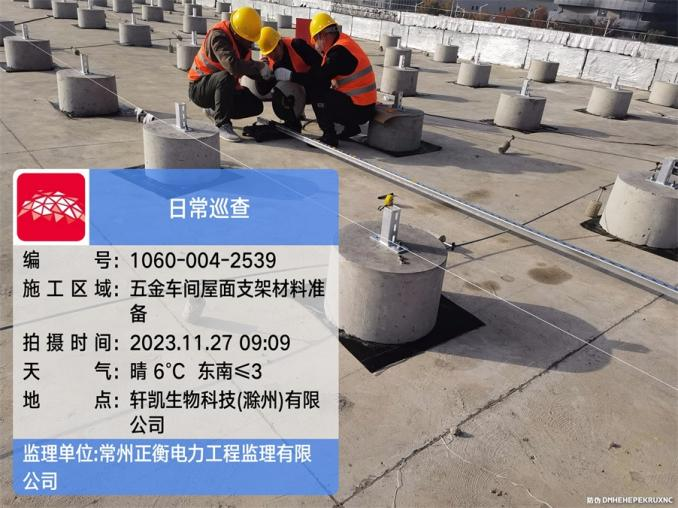 日常巡查
编 号：1060-004-2539
施工区域：五金车间屋面支架材料准
备
拍摄时间：2023.11.27 09:09
天 气：晴 6℃ 东南≤3
地 点：轩凯生物科技(滁州)有限
公司
监理单位:常州正衡电力工程监理有限
公司
防伪 DMHEHEPEKRUXNC